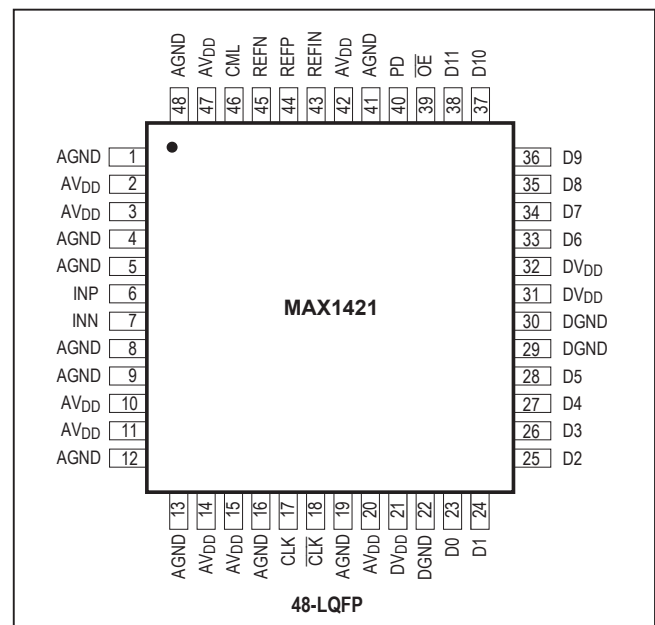 AGND AVDD CML REFN REFP REFIN AVDD AGND PD O̅E̅ D11 D10
48 47 46 45 44 43 42 41 40 39 38 37
AGND 1
AVDD 2
AVDD 3
AGND 4
AGND 5
INP 6
INN 7
AGND 8
AGND 9
AVDD 10
AVDD 11
AGND 12
MAX1421
36 D9
35 D8
34 D7
33 D6
32 DVDD
31 DVDD
30 DGND
29 DGND
28 D5
27 D4
26 D3
25 D2
13 14 15 16 17 18 19 20 21 22 23 24
AGND AVDD AVDD AGND CLK C̅L̅K̅ AGND AVDD DVDD DGND D0 D1
48-LQFP